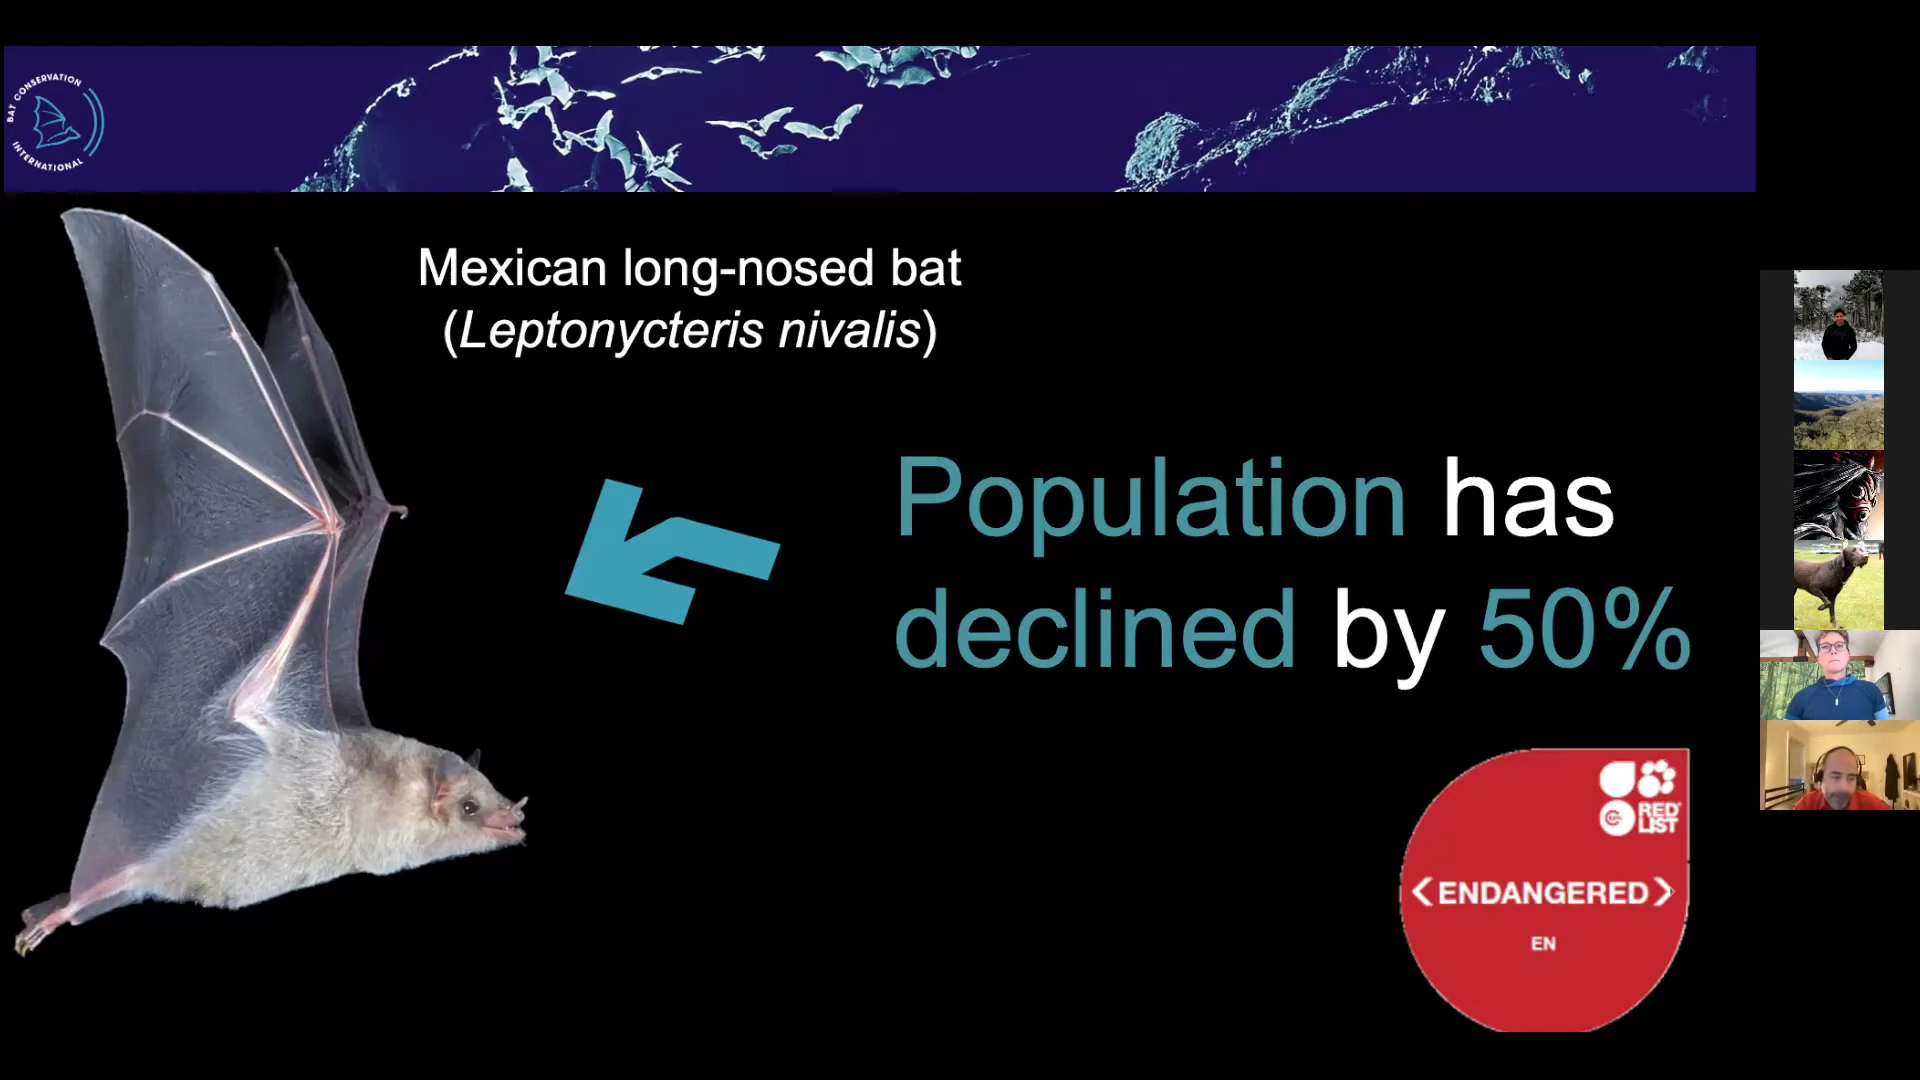 BAT CONSERVATION
INTERNATIONAL
Mexican long-nosed bat
(Leptonycteris nivalis)
Population has
declined by 50%
RED
LIST
<ENDANGERED>
EN